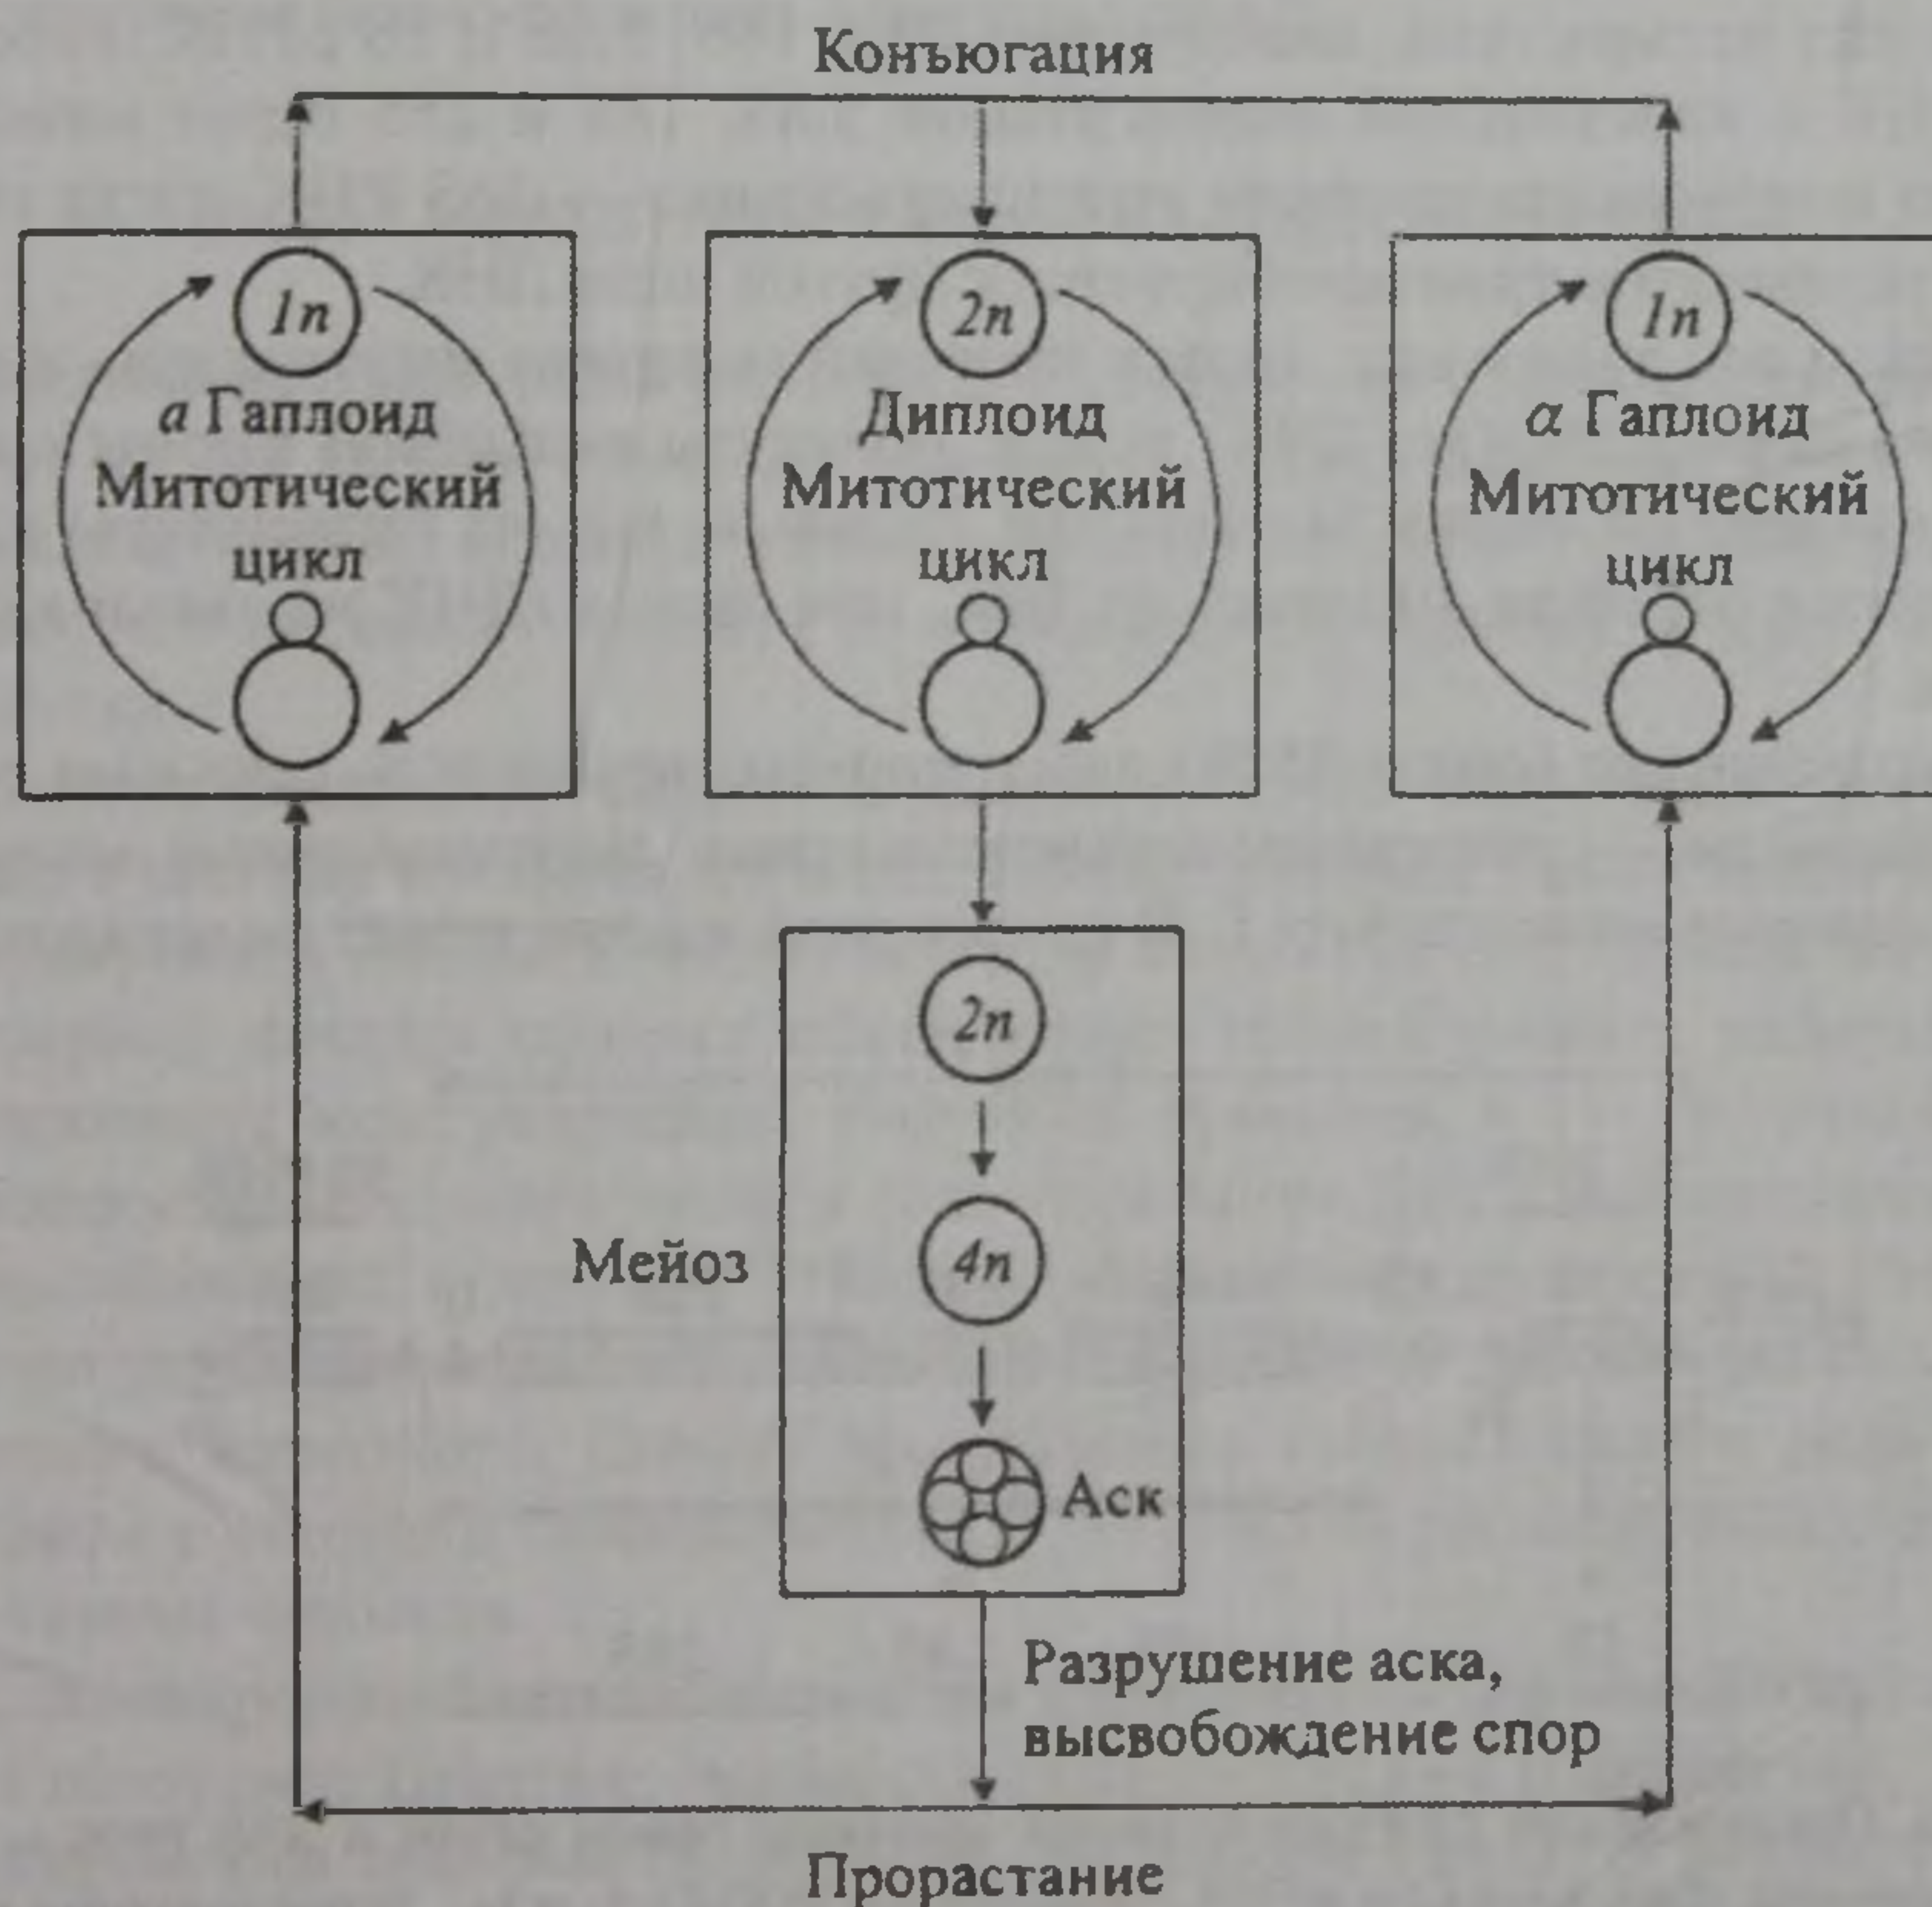 Конъюгация
1n
a Гаплоид
Митотический
цикл
2n
Диплоид
Митотический
цикл
1n
α Гаплоид
Митотический
цикл
2n
4n
Мейоз
Аск
Разрушение аска,
высвобождение спор
Прорастание